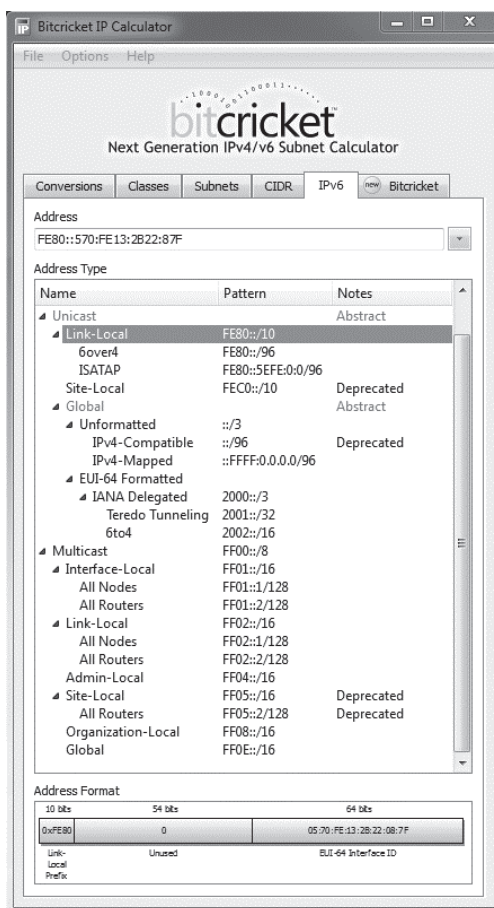 IP Bitcricket IP Calculator
File Options Help
..1000100110000011....
bitcricket™
Next Generation IPv4/v6 Subnet Calculator
Conversions Classes Subnets CIDR IPv6 new Bitcricket
Address
FE80::570:FE13:2B22:87F
Address Type
Name Pattern Notes
Unicast Abstract
Link-Local FE80::/10
6over4 FE80::/96
ISATAP FE80::5EFE:0:0/96
Site-Local FEC0::/10 Deprecated
Global Abstract
Unformatted ::/3
IPv4-Compatible ::/96 Deprecated
IPv4-Mapped ::FFFF:0.0.0.0/96
EUI-64 Formatted
IANA Delegated 2000::/3
Teredo Tunneling 2001::/32
6to4 2002::/16
Multicast FF00::/8
Interface-Local FF01::/16
All Nodes FF01::1/128
All Routers FF01::2/128
Link-Local FF02::/16
All Nodes FF02::1/128
All Routers FF02::2/128
Admin-Local FF04::/16
Site-Local FF05::/16 Deprecated
All Routers FF05::2/128 Deprecated
Organization-Local FF08::/16
Global FF0E::/16
Address Format
10 bits 54 bits 64 bits
0xFE80 0 05:70:FE:13:2B:22:08:7F
Link-Local Prefix Unused EUI-64 Interface ID